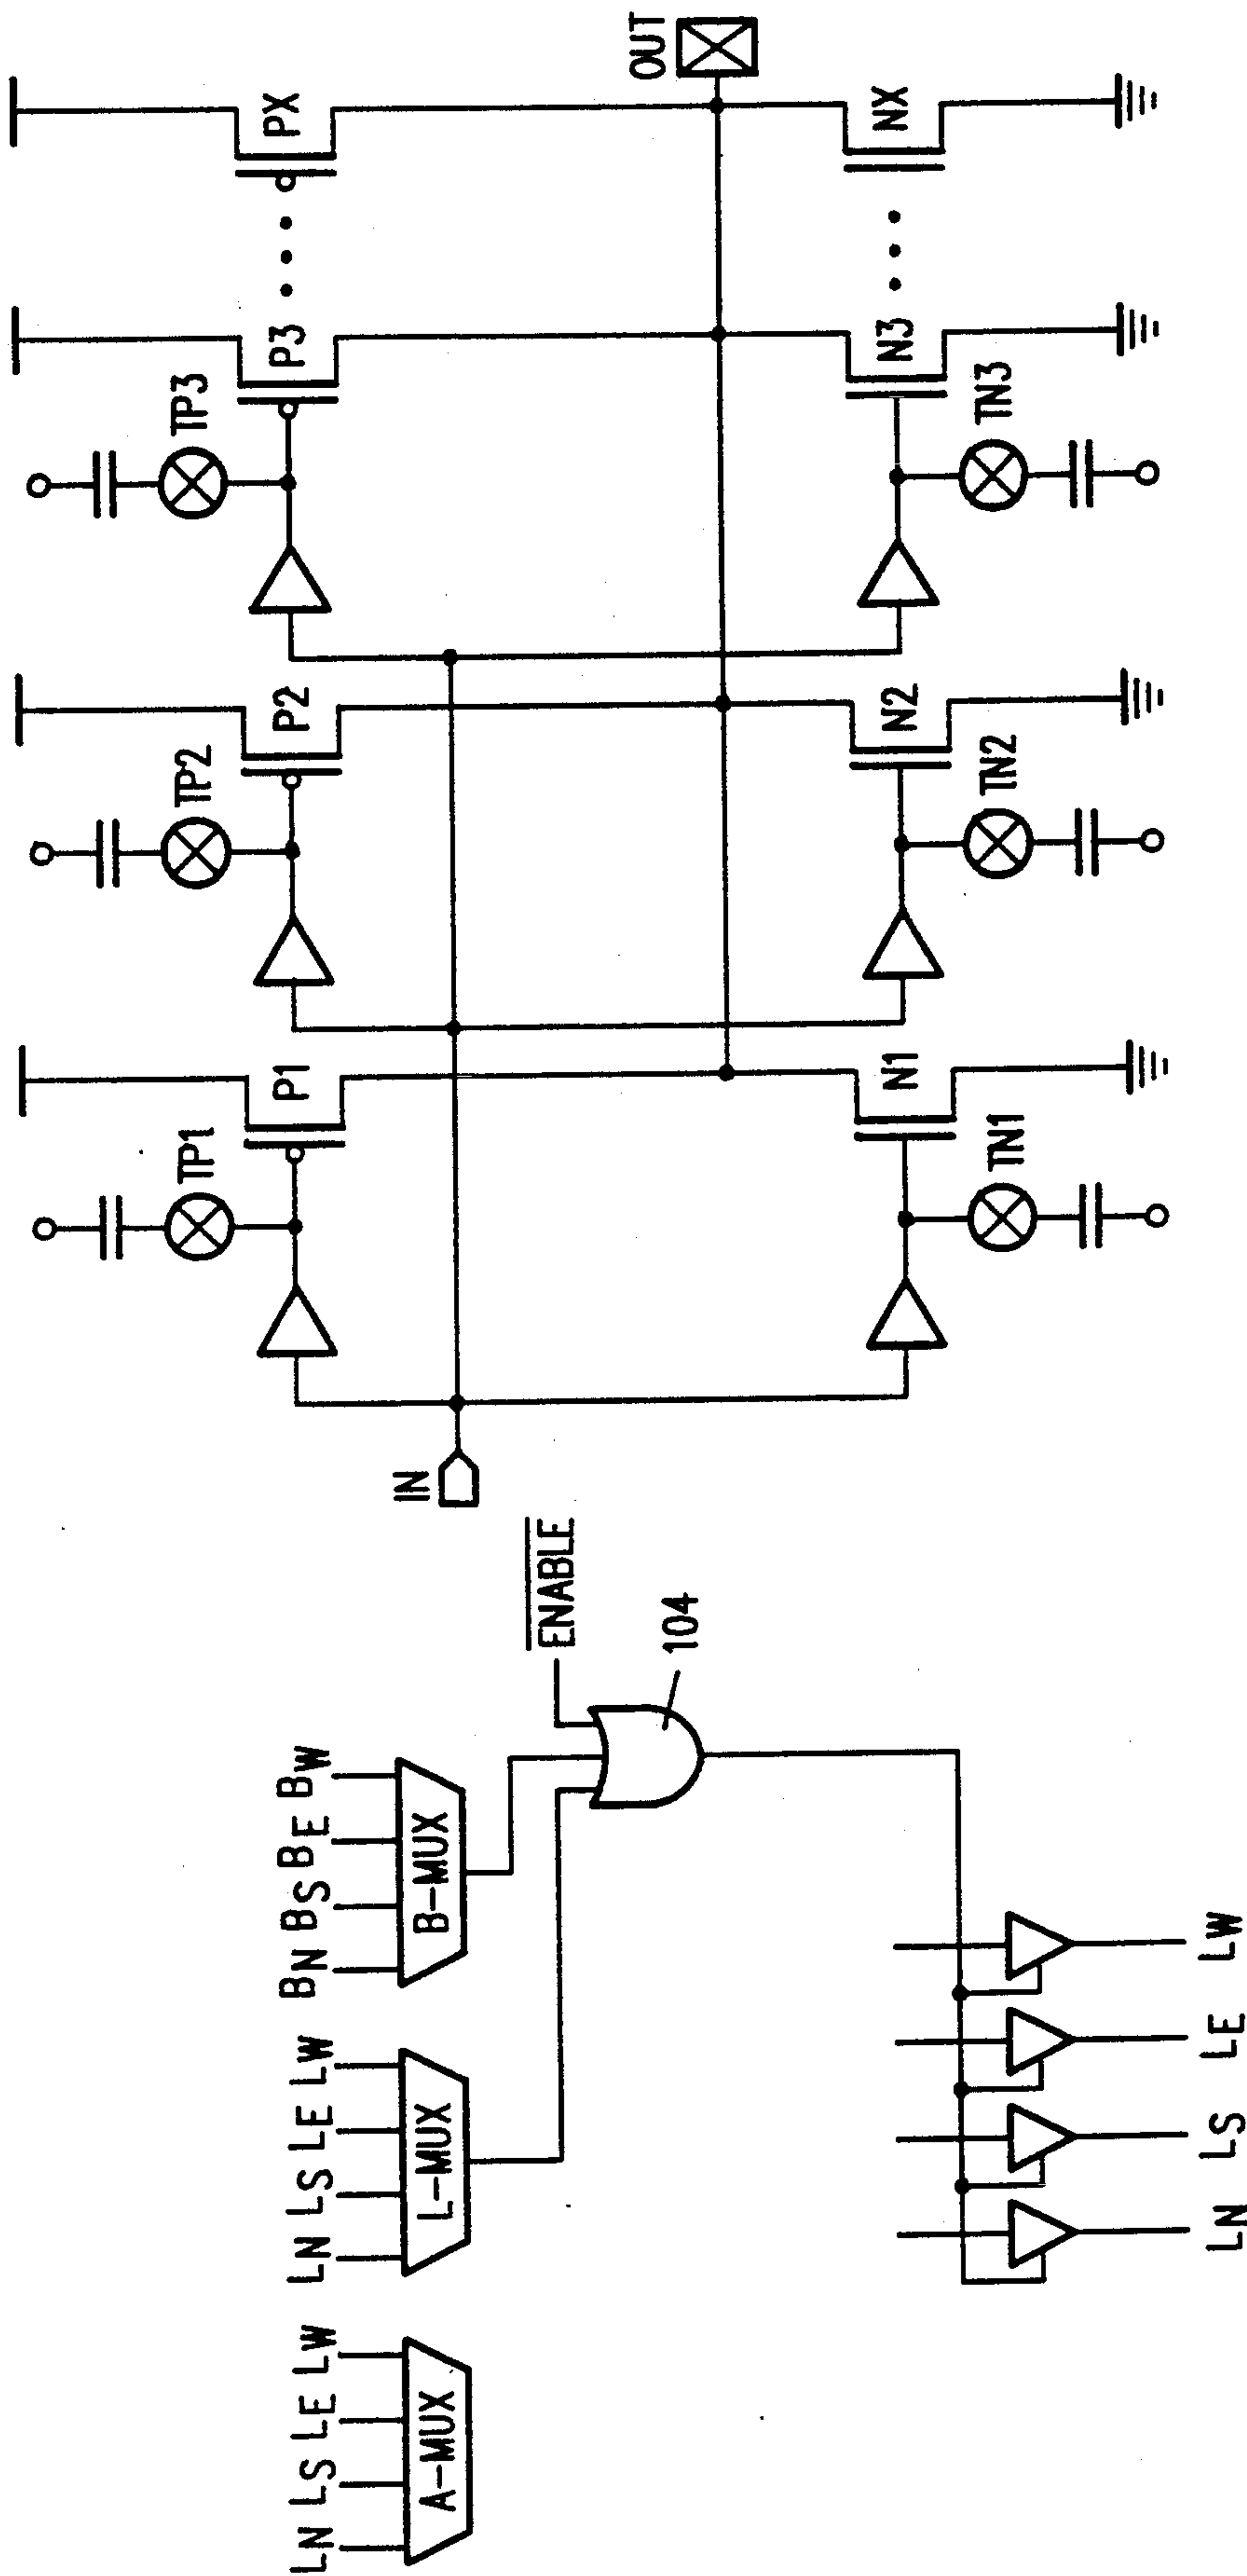 LN LS LE LW
A-MUX
LN LS LE LW
L-MUX
BN BS BE BW
B-MUX
ENABLE
104
LN LS LE LW
IN
TP1
P1
TP2
P2
TP3
P3
PX
OUT
N1
TN1
N2
TN2
N3
TN3
NX